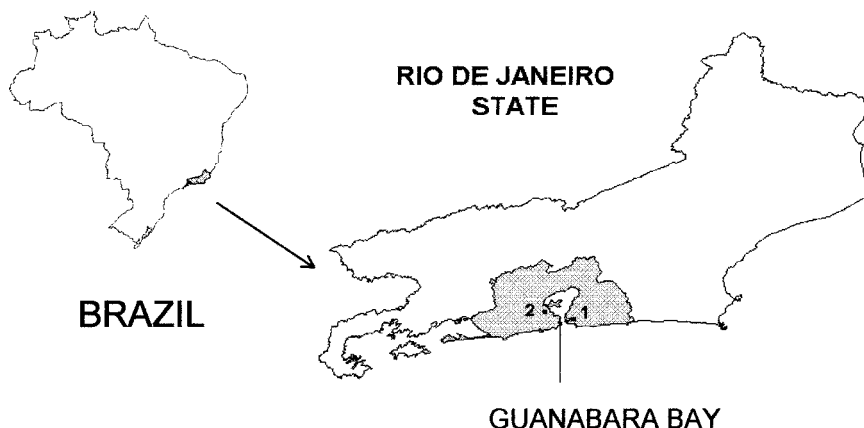 RIO DE JANEIRO
STATE
BRAZIL
2
1
GUANABARA BAY